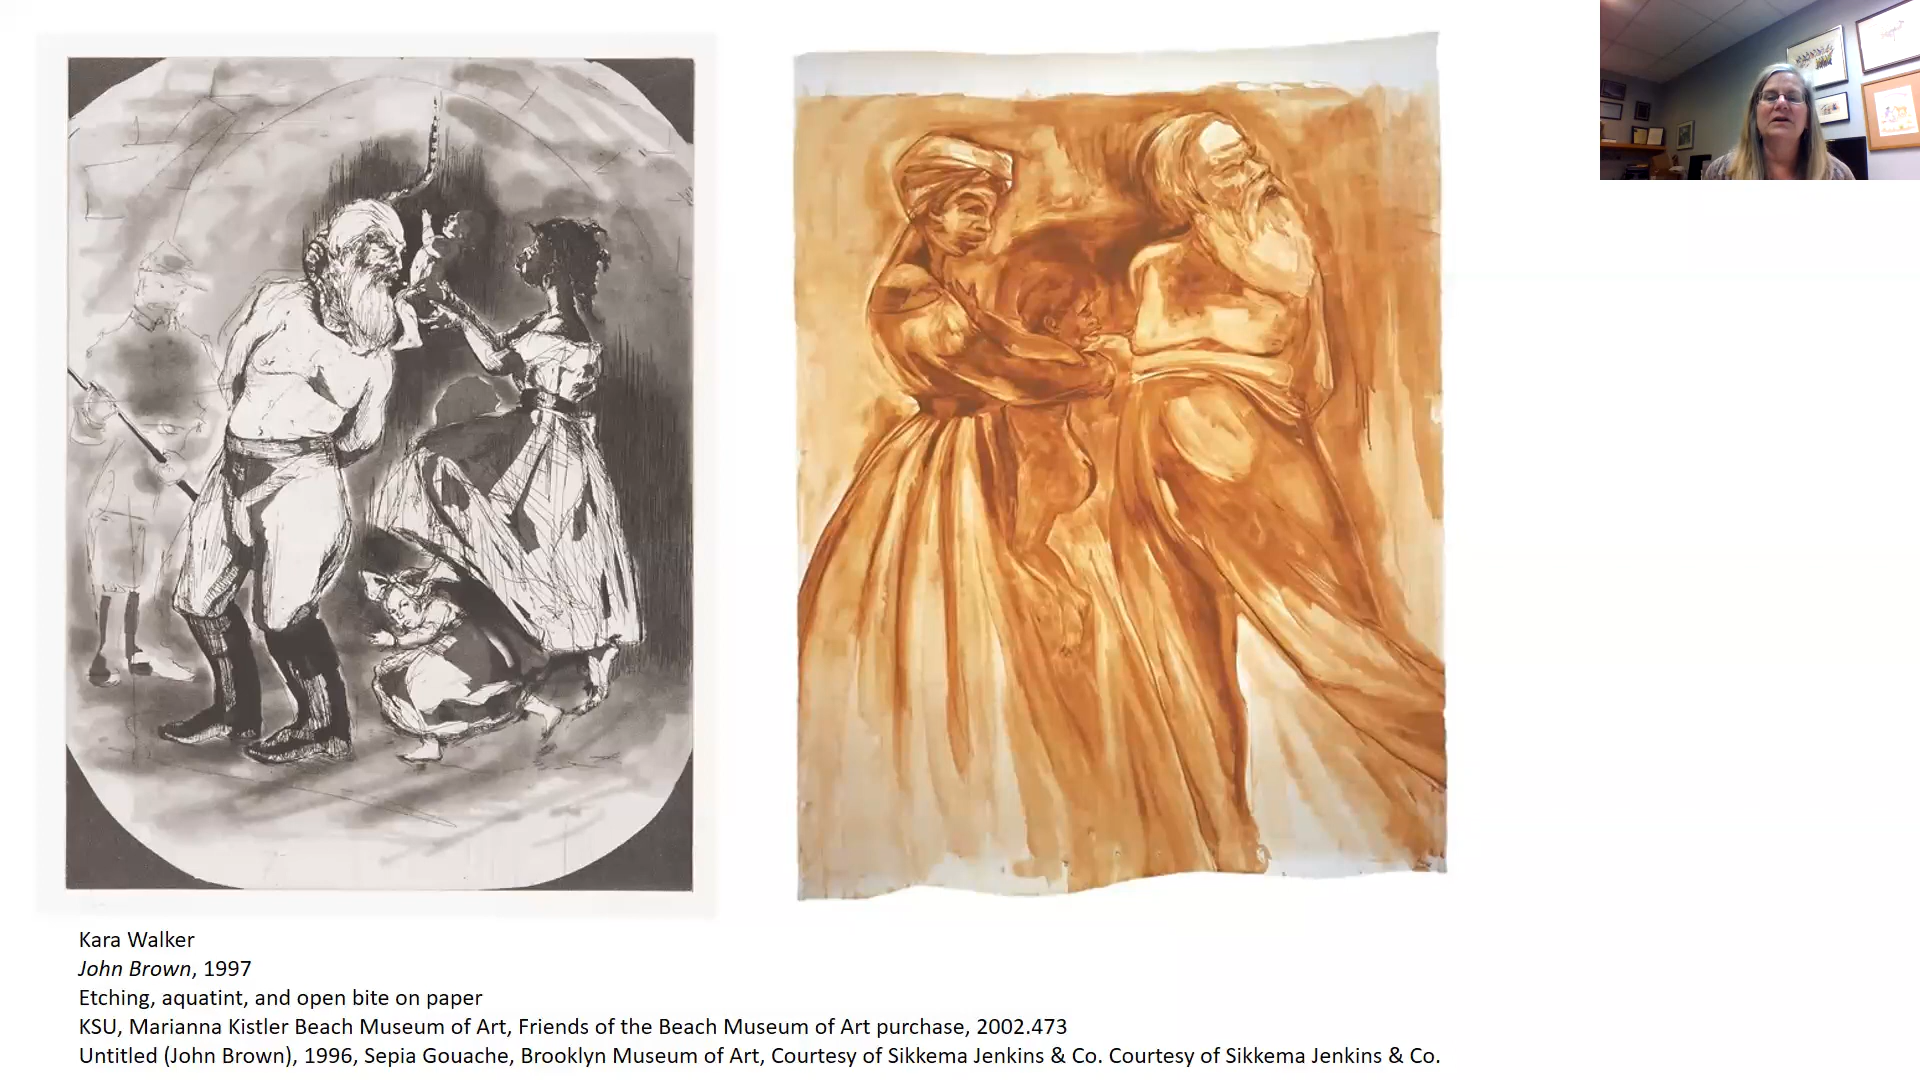 Kara Walker
John Brown, 1997
Etching, aquatint, and open bite on paper
KSU, Marianna Kistler Beach Museum of Art, Friends of the Beach Museum of Art purchase, 2002.473
Untitled (John Brown), 1996, Sepia Gouache, Brooklyn Museum of Art, Courtesy of Sikkema Jenkins & Co. Courtesy of Sikkema Jenkins & Co.